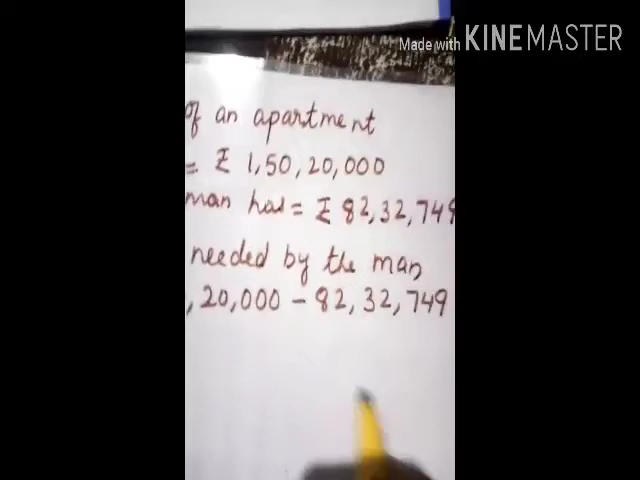 Made with KINEMASTER
of an apartment
= ₹ 1,50,20,000
man has = ₹ 82,32,749
needed by the man
,20,000 - 82,32,749